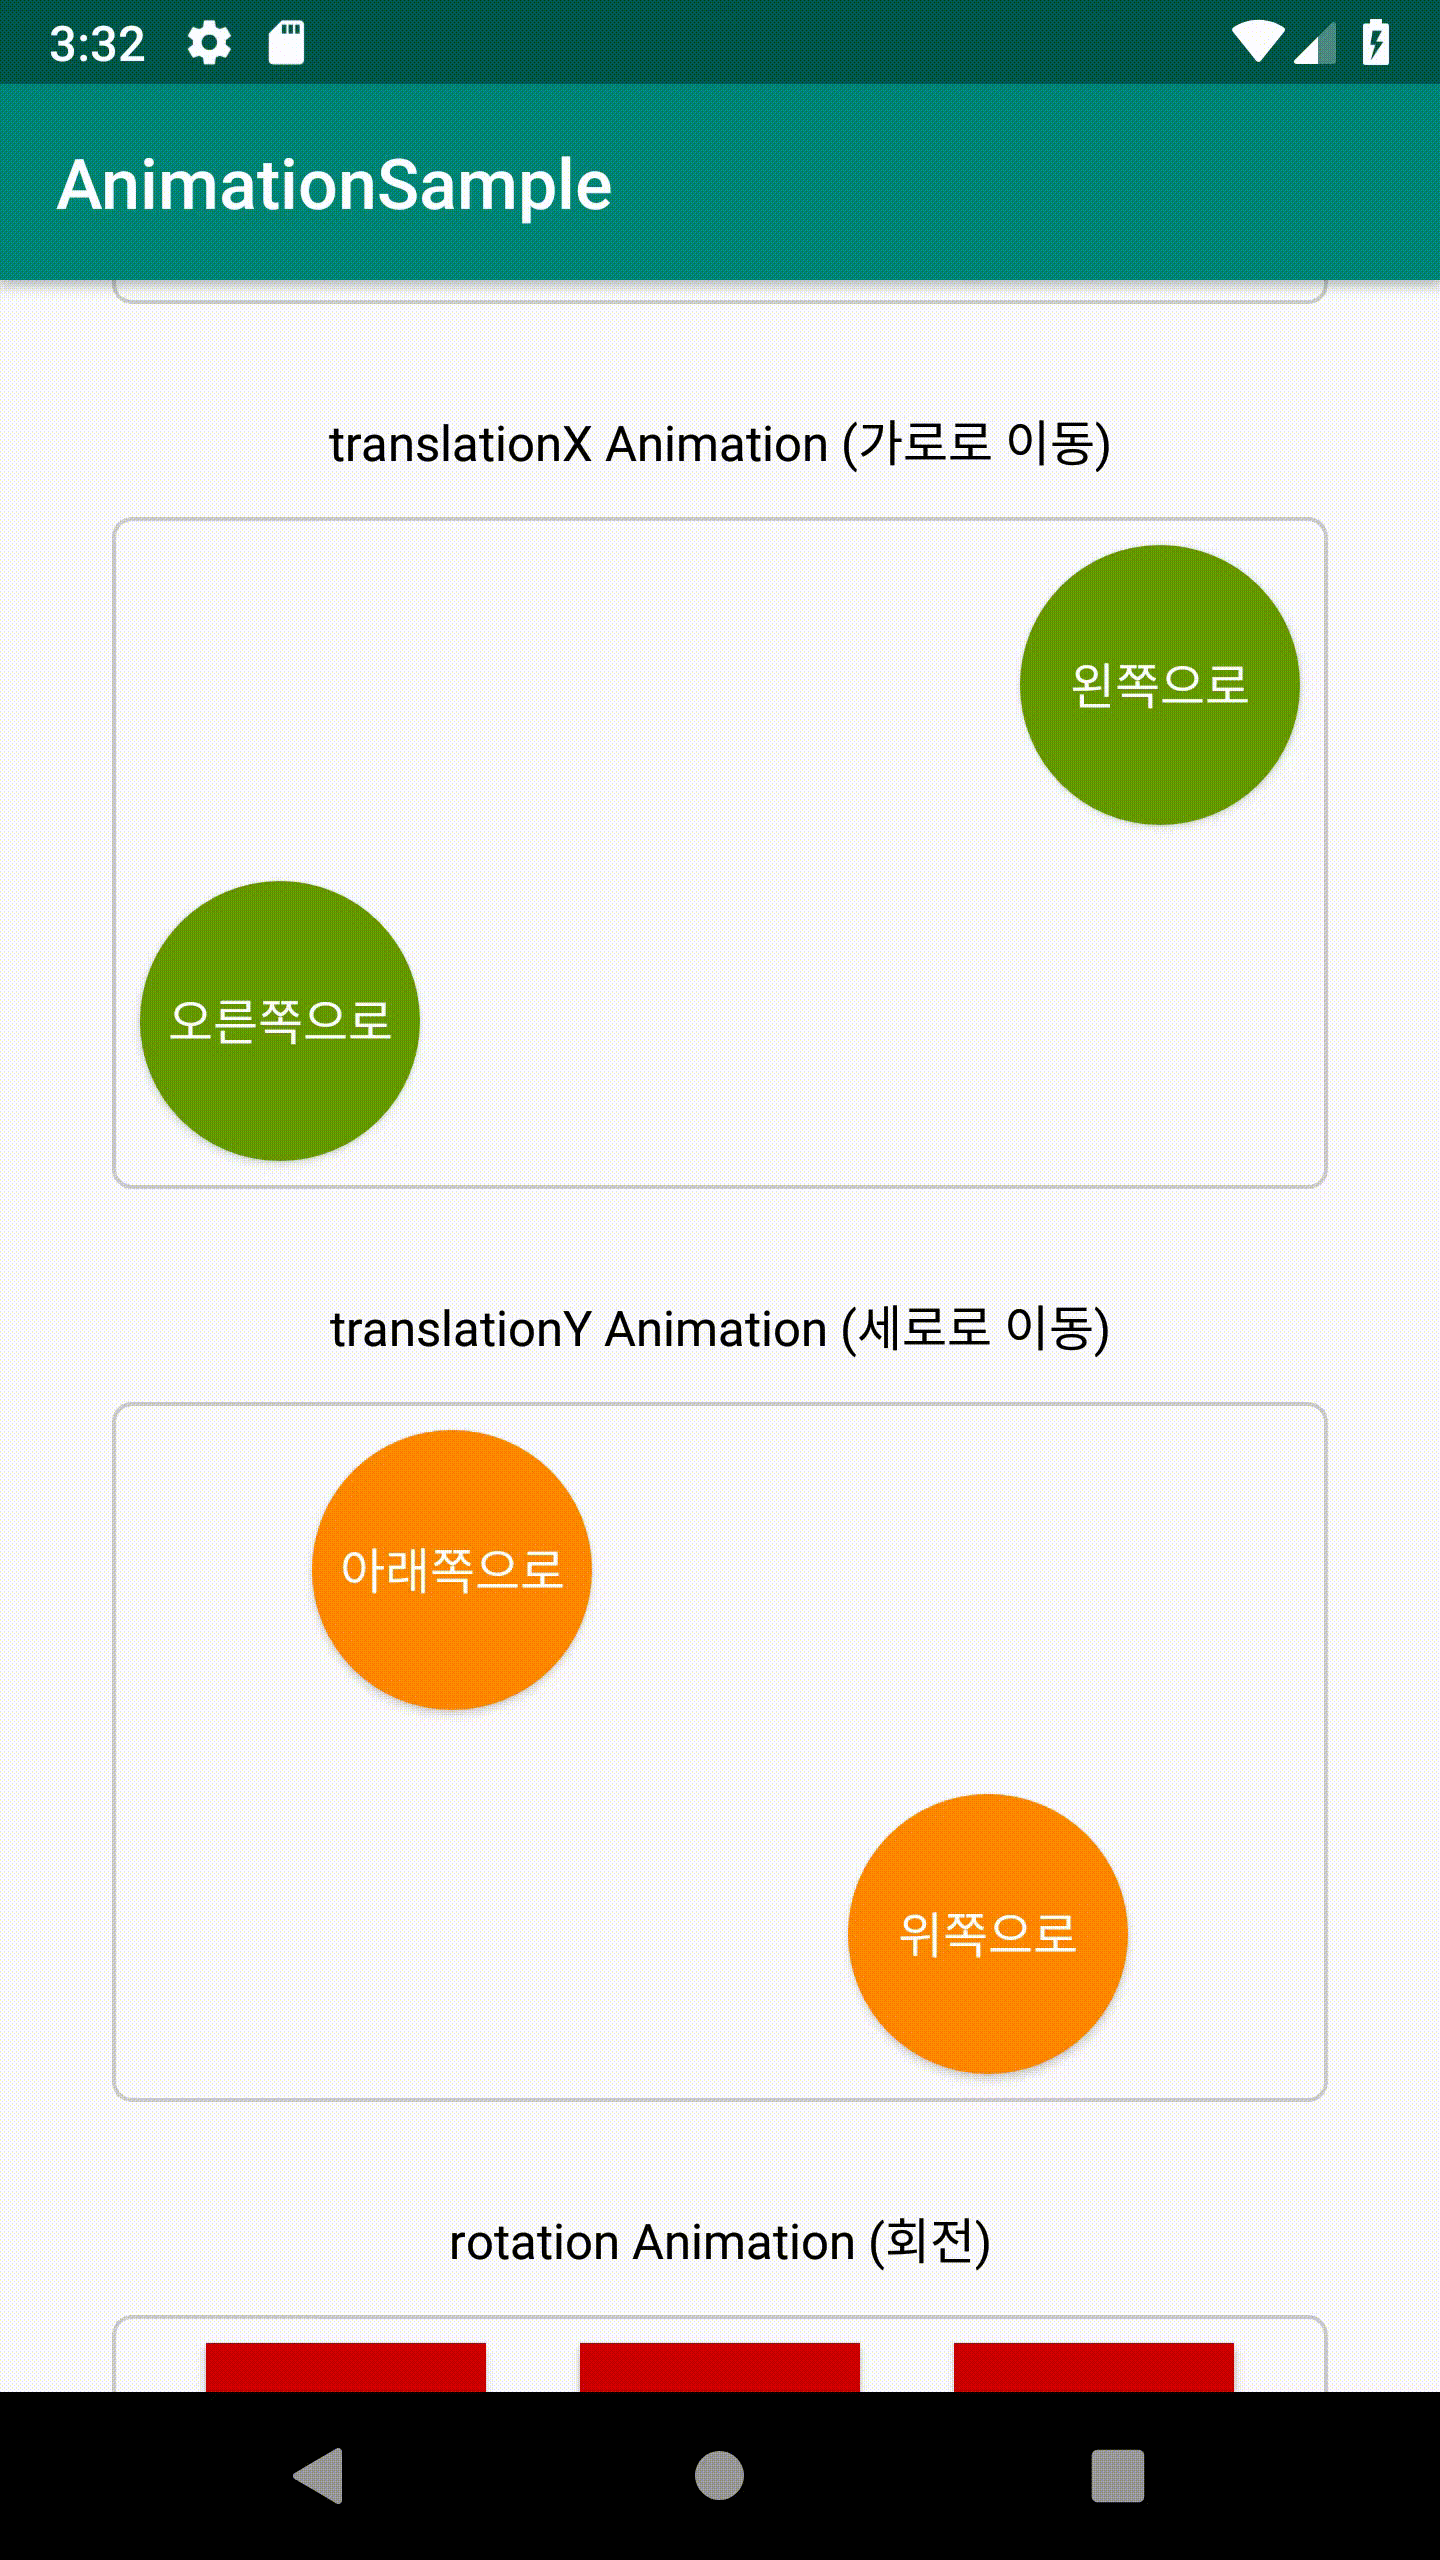 3:32
AnimationSample
translationX Animation (가로로 이동)
왼쪽으로
오른쪽으로
translationY Animation (세로로 이동)
아래쪽으로
위쪽으로
rotation Animation (회전)